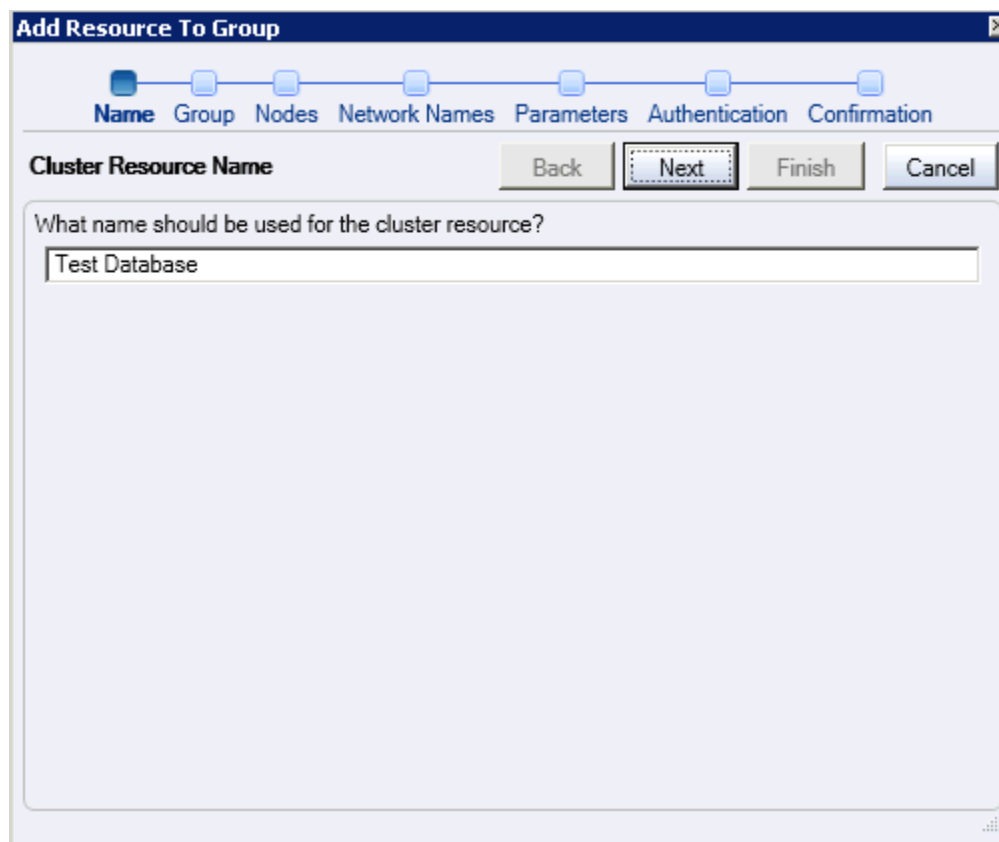 Add Resource To Group
Name Group Nodes Network Names Parameters Authentication Confirmation
Cluster Resource Name Back Next Finish Cancel
What name should be used for the cluster resource?
Test Database